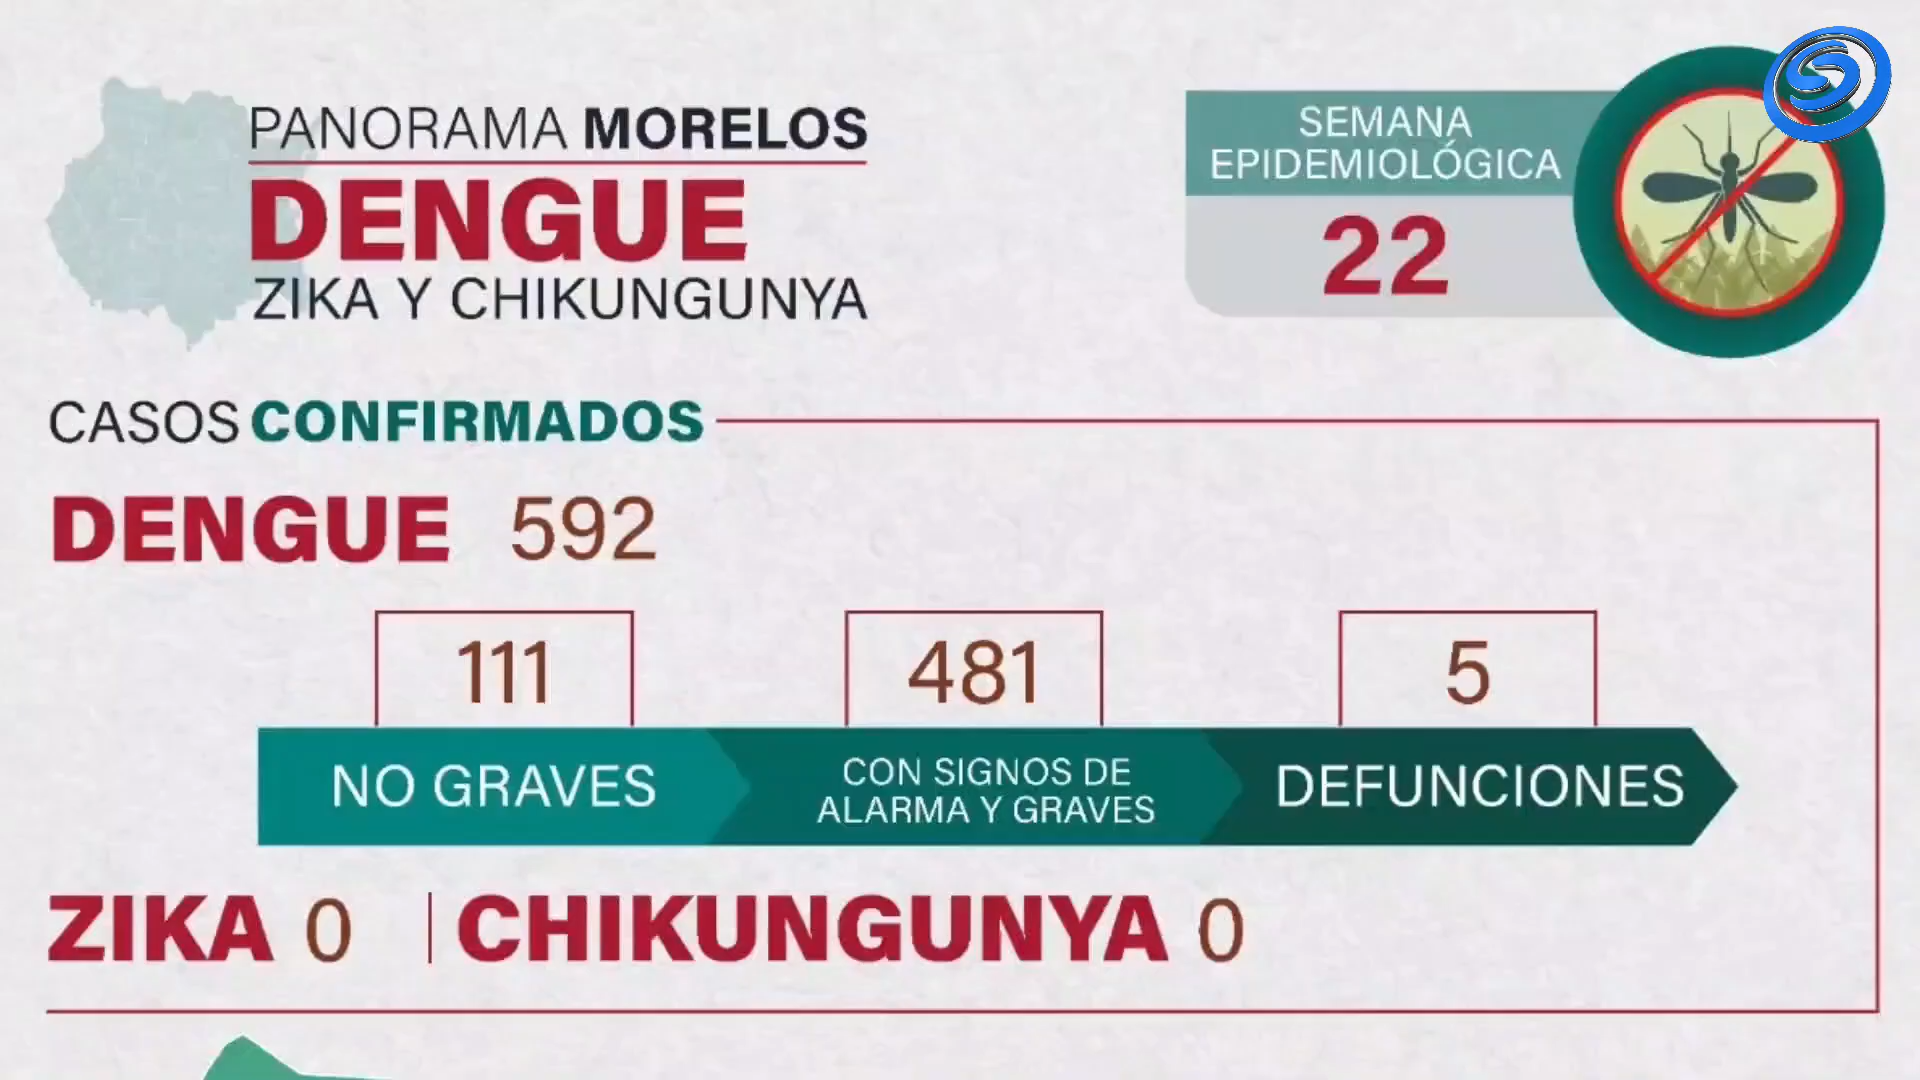 PANORAMA MORELOS
DENGUE
ZIKA Y CHIKUNGUNYA
SEMANA
EPIDEMIOLÓGICA
22
CASOS CONFIRMADOS
DENGUE 592
111
NO GRAVES
481
CON SIGNOS DE
ALARMA Y GRAVES
5
DEFUNCIONES
ZIKA 0 | CHIKUNGUNYA 0